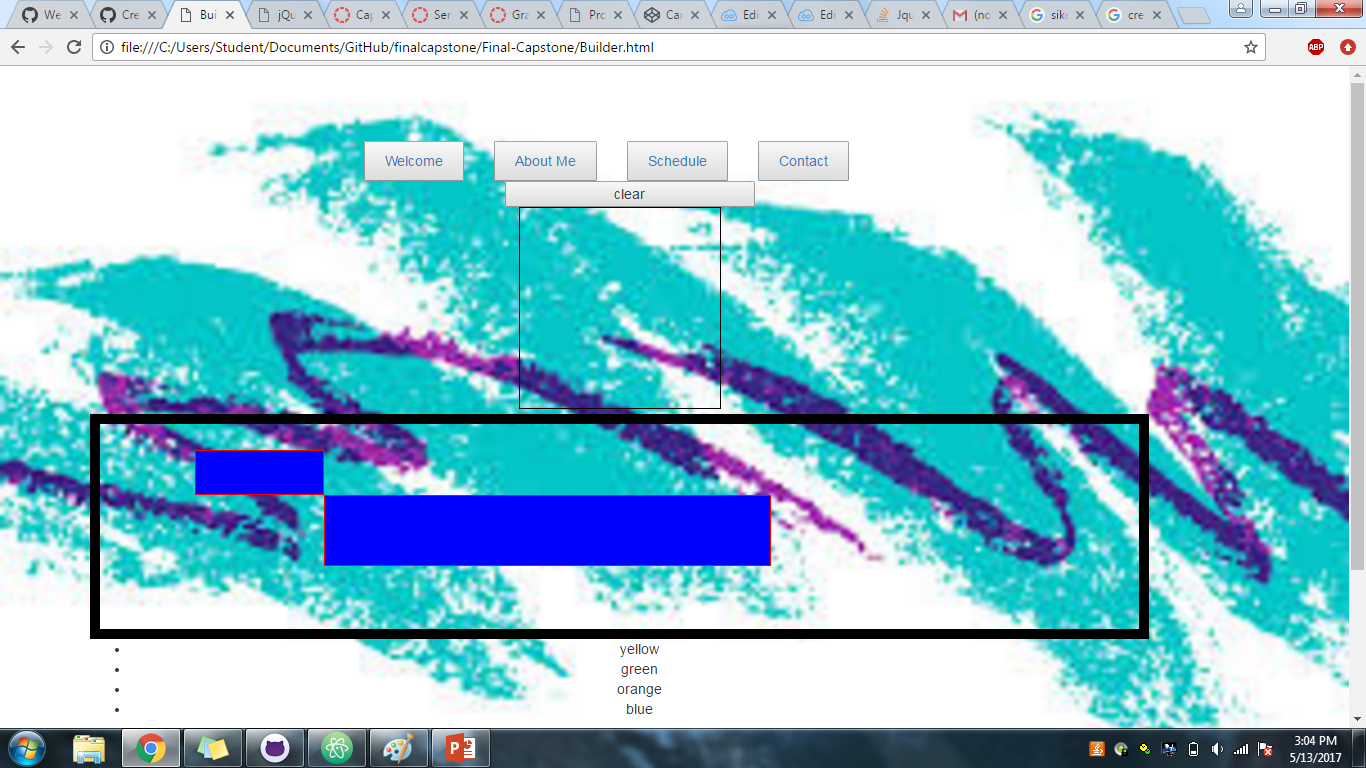 We
Cre
Bui
jQu
Cap
Ser
Gra
Pro
Car
Edi
Edi
Jqu
(nc
sik
cre
file:///C:/Users/Student/Documents/GitHub/finalcapstone/Final-Capstone/Builder.html
ABP
Welcome
About Me
Schedule
Contact
clear
yellow
green
orange
blue
3:04 PM
5/13/2017